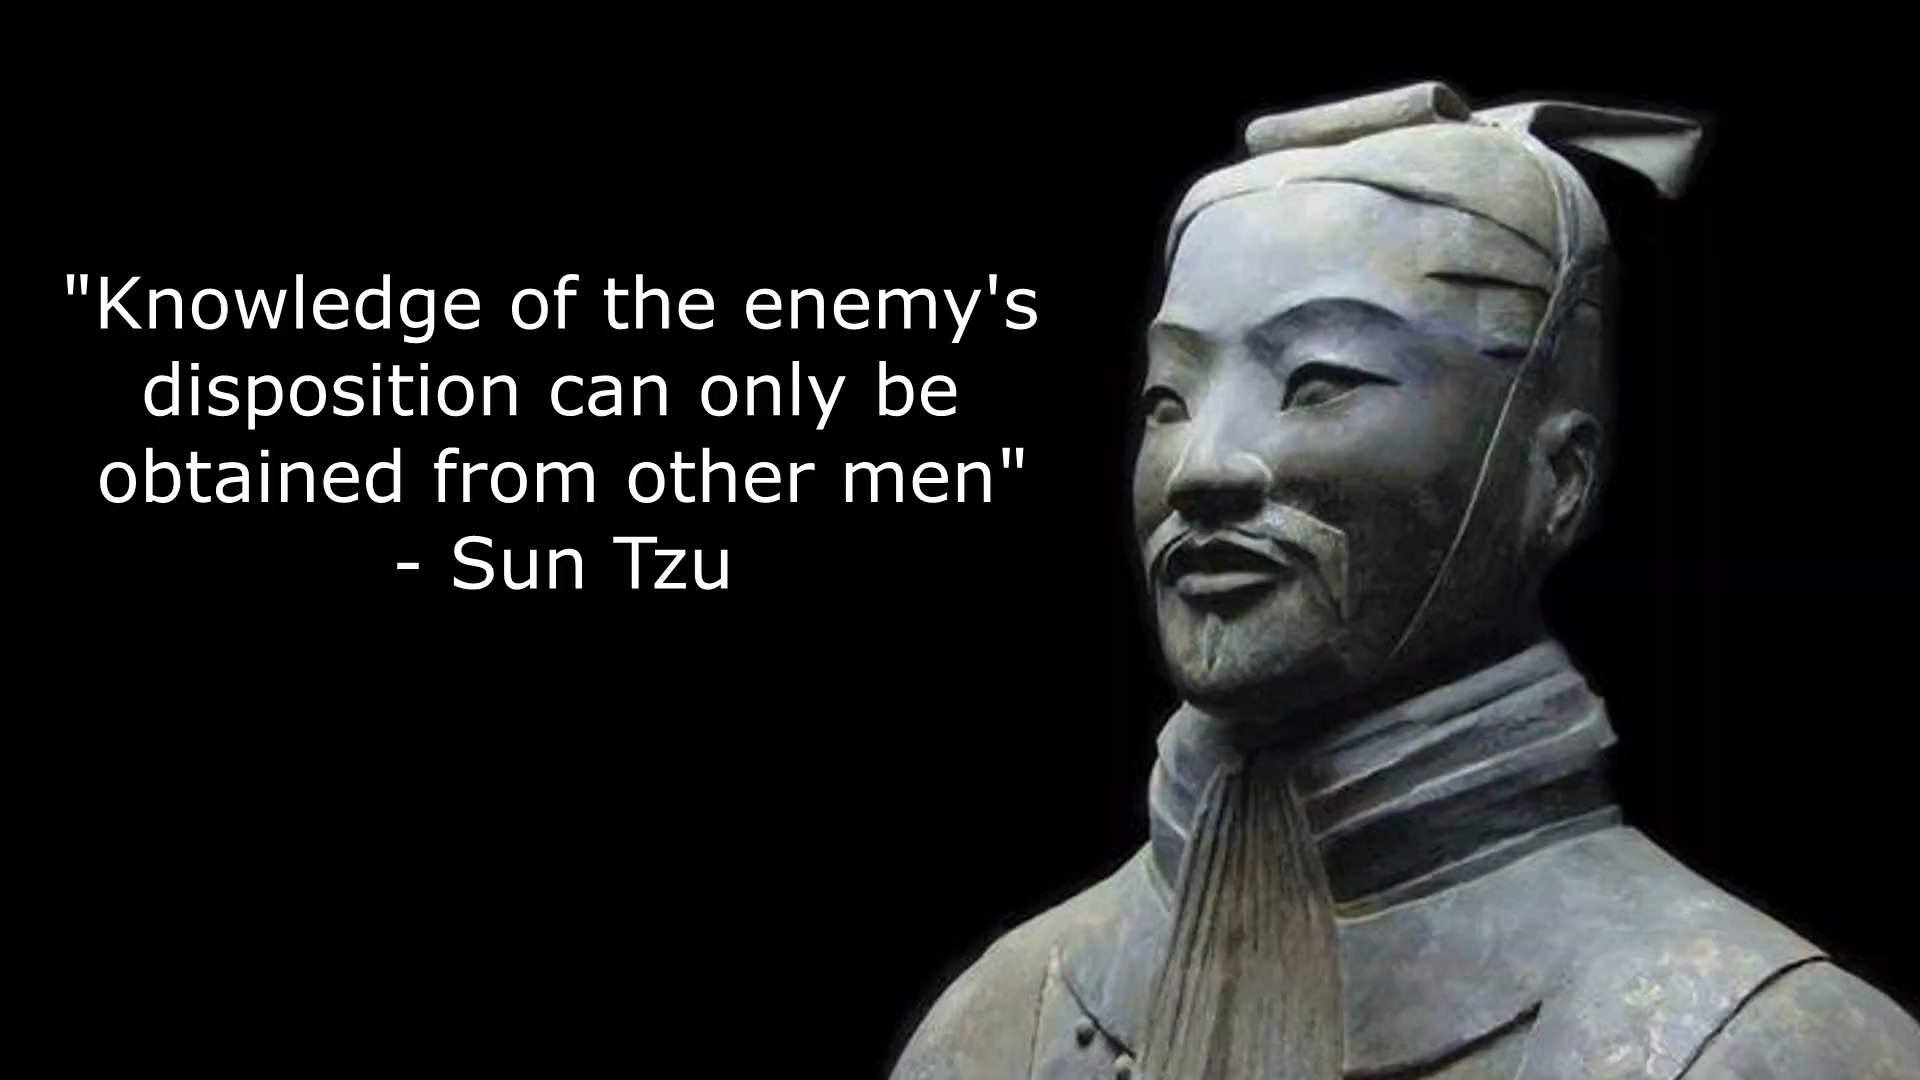 "Knowledge of the enemy's
disposition can only be
obtained from other men"
- Sun Tzu